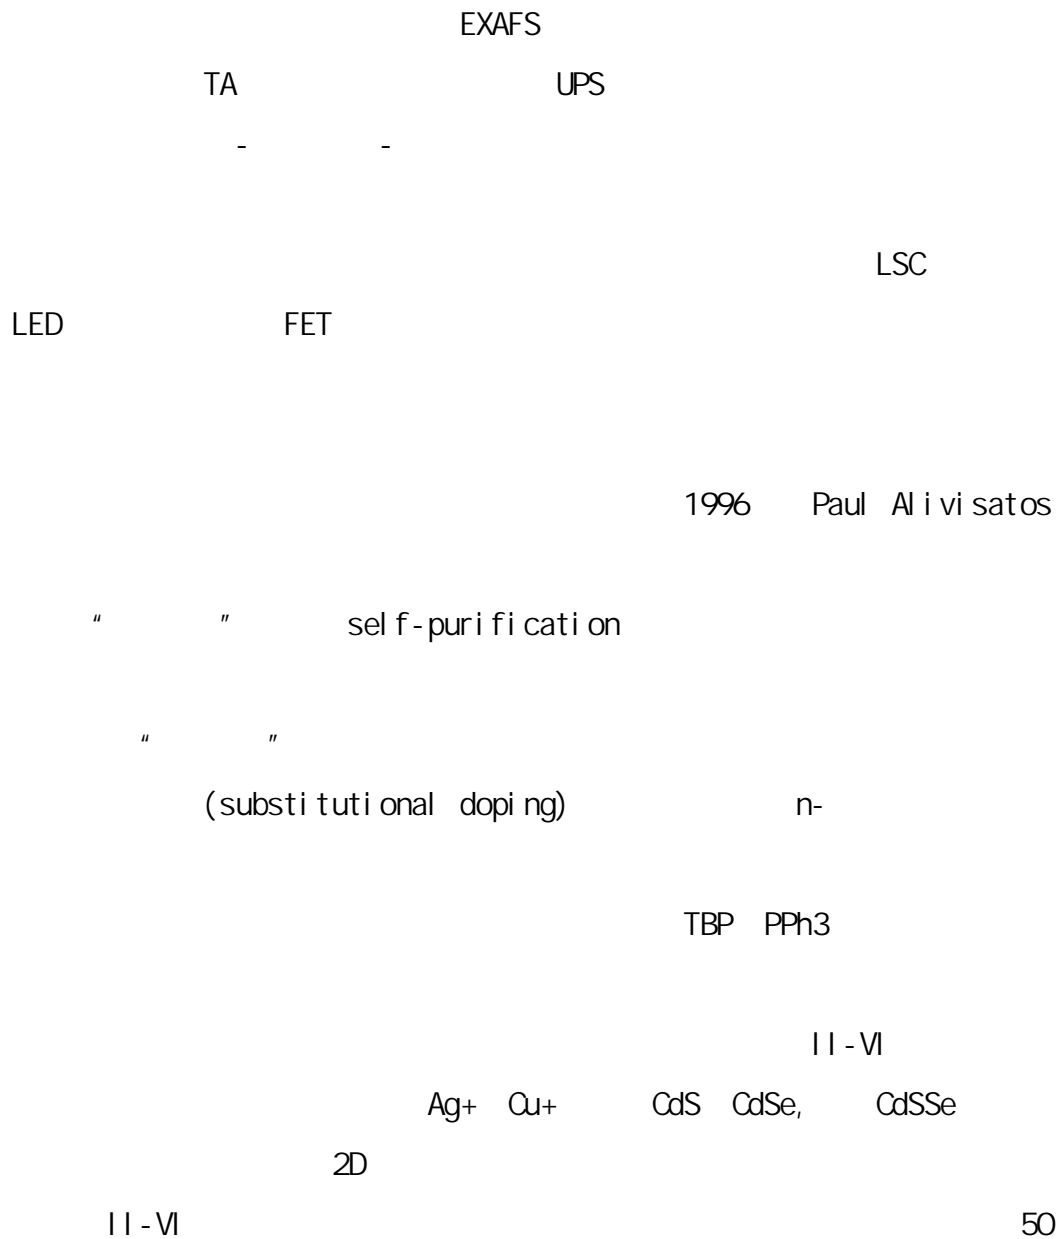 EXAFS
TA UPS
- -
LSC
LED FET
1996 Paul Alivisatos
“ ” self-purification
“ ”
(substitutional doping) n-
TBP PPh3
II-VI
Ag+ Cu+ CdS CdSe, CdSSe
2D
II-VI 50